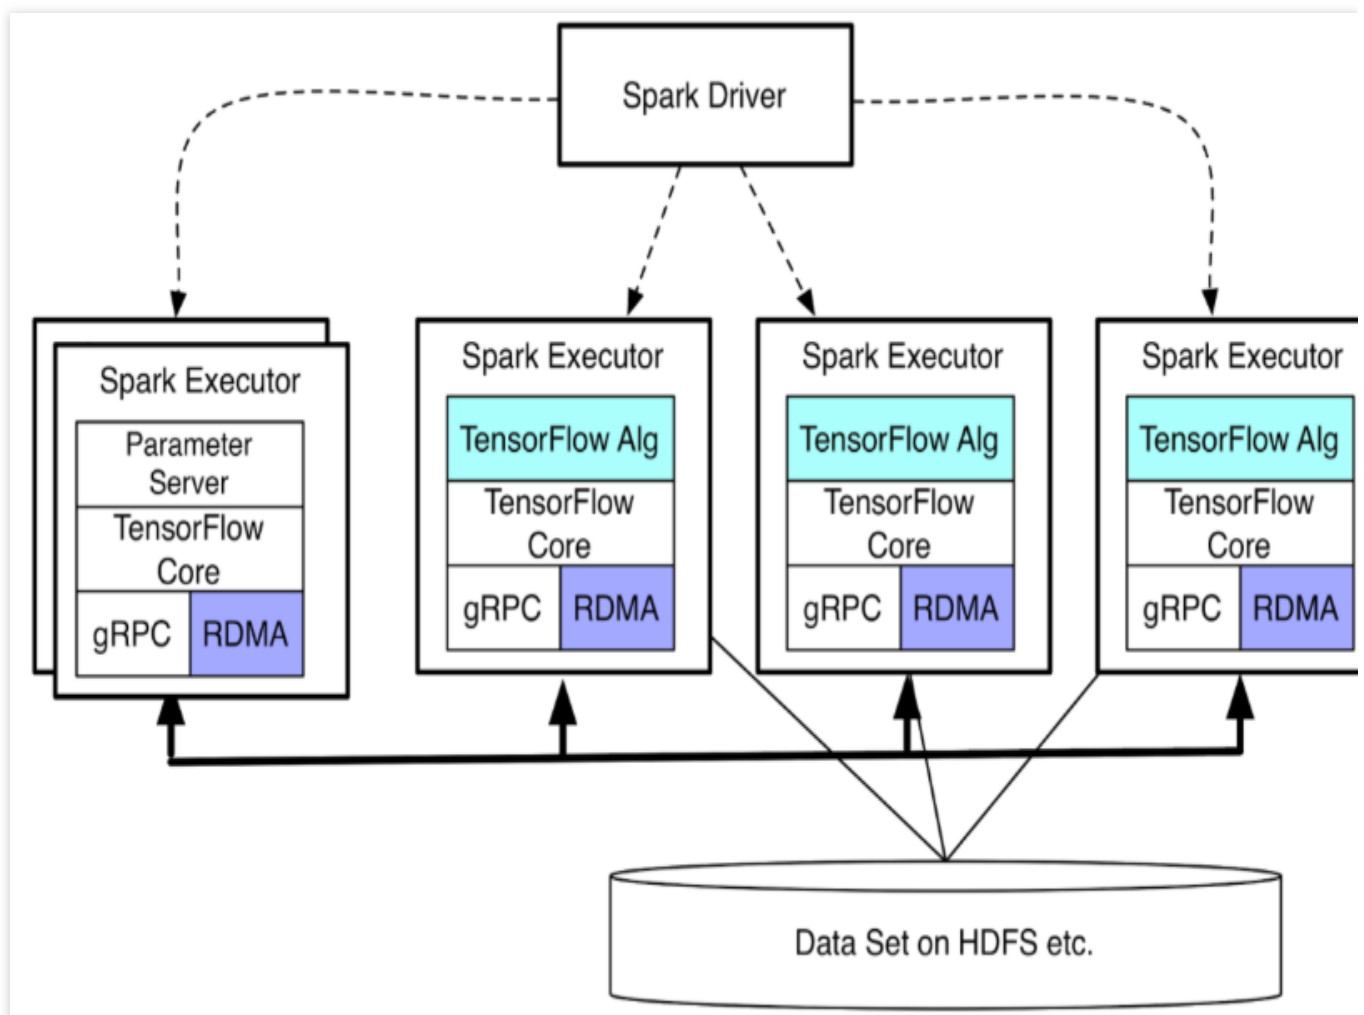 Spark Driver
Spark Executor
Parameter
Server
TensorFlow
Core
gRPC RDMA
Spark Executor
TensorFlow Alg
TensorFlow
Core
gRPC RDMA
Spark Executor
TensorFlow Alg
TensorFlow
Core
gRPC RDMA
Spark Executor
TensorFlow Alg
TensorFlow
Core
gRPC RDMA
Data Set on HDFS etc.